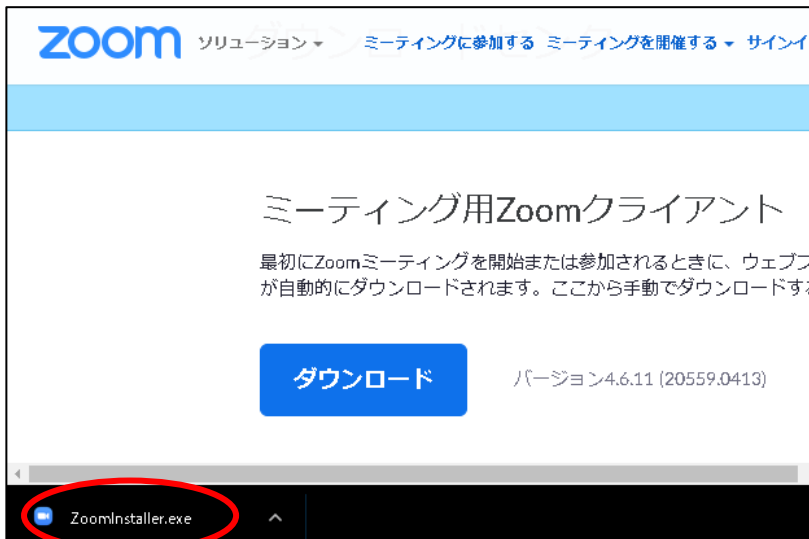 zoom ソリューション ミーティングに参加する ミーティングを開催する サインイ
ミーティング用Zoomクライアント
最初にZoomミーティングを開始または参加されるときに、ウェブブ
が自動的にダウンロードされます。ここから手動でダウンロードす
ダウンロード バージョン4.6.11 (20559.0413)
ZoomInstaller.exe